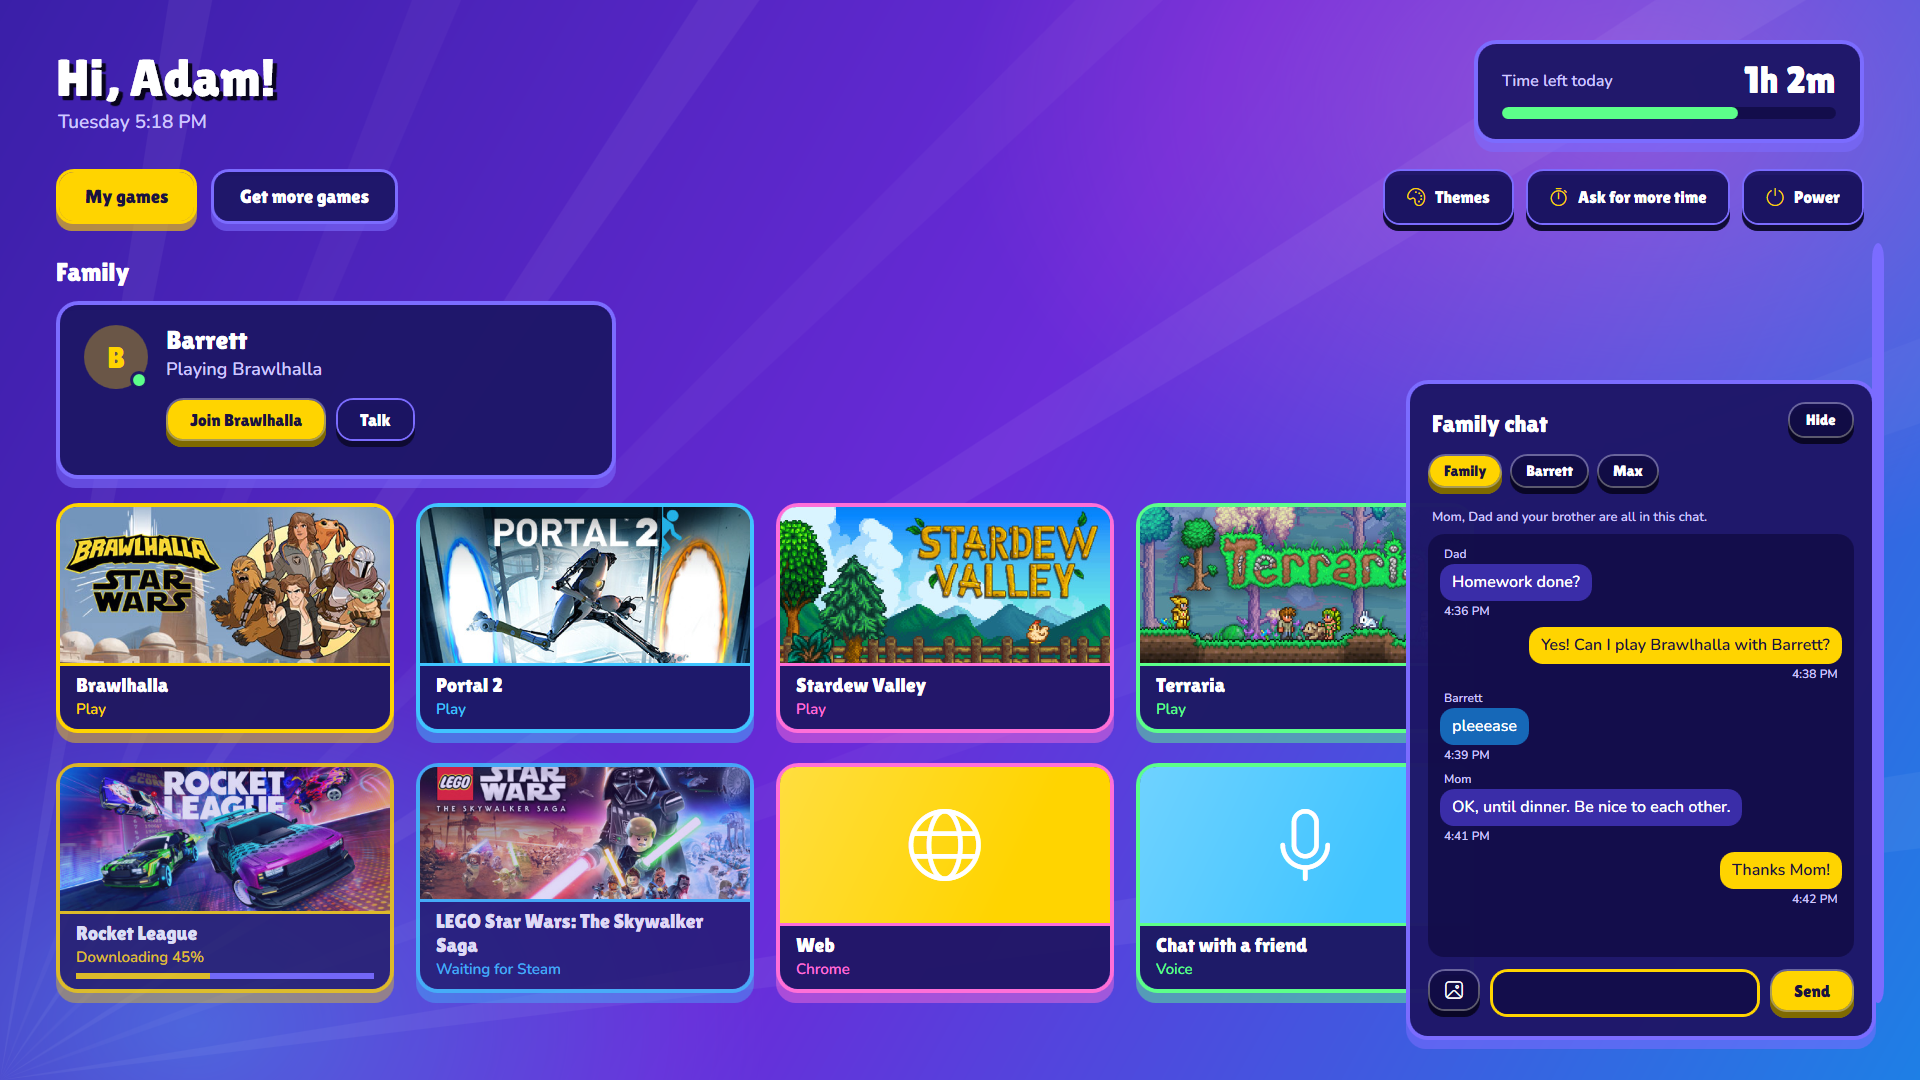 Hi, Adam!
Tuesday 5:18 PM
Time left today
1h 2m
My games
Get more games
Themes
Ask for more time
Power
Family
B
Barrett
Playing Brawlhalla
Join Brawlhalla
Talk
BRAWLHALLA
STAR
WARS
Brawlhalla
Play
PORTAL 2
Portal 2
Play
STARDEW
VALLEY
Stardew Valley
Play
Terraria
Terraria
Play
ROCKET
LEAGUE
Rocket League
Downloading 45%
LEGO
STAR
WARS
THE SKYWALKER SAGA
LEGO Star Wars: The Skywalker
Saga
Waiting for Steam
Web
Chrome
Chat with a friend
Voice
Family chat
Hide
Family
Barrett
Max
Mom, Dad and your brother are all in this chat.
Dad
Homework done?
4:36 PM
Yes! Can I play Brawlhalla with Barrett?
4:38 PM
Barrett
pleeease
4:39 PM
Mom
OK, until dinner. Be nice to each other.
4:41 PM
Thanks Mom!
4:42 PM
Send